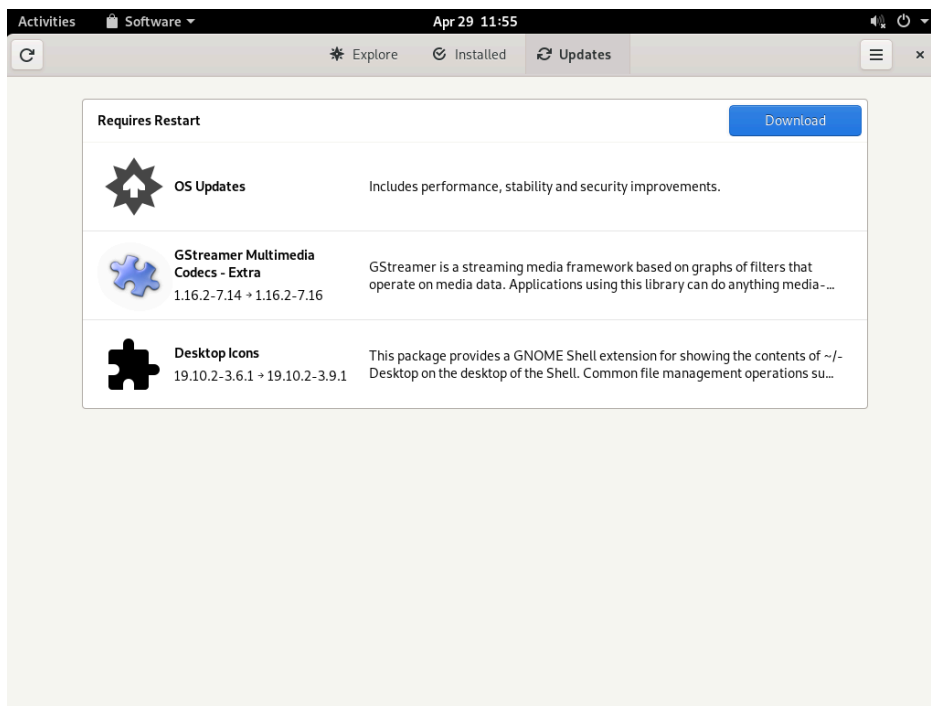 Activities Software Apr 29 11:55
Explore Installed Updates
Requires Restart Download
OS Updates
Includes performance, stability and security improvements.
GStreamer Multimedia
Codecs - Extra
1.16.2-7.14 → 1.16.2-7.16
GStreamer is a streaming media framework based on graphs of filters that
operate on media data. Applications using this library can do anything media-…
Desktop Icons
19.10.2-3.6.1 → 19.10.2-3.9.1
This package provides a GNOME Shell extension for showing the contents of ~/-
Desktop on the desktop of the Shell. Common file management operations su…